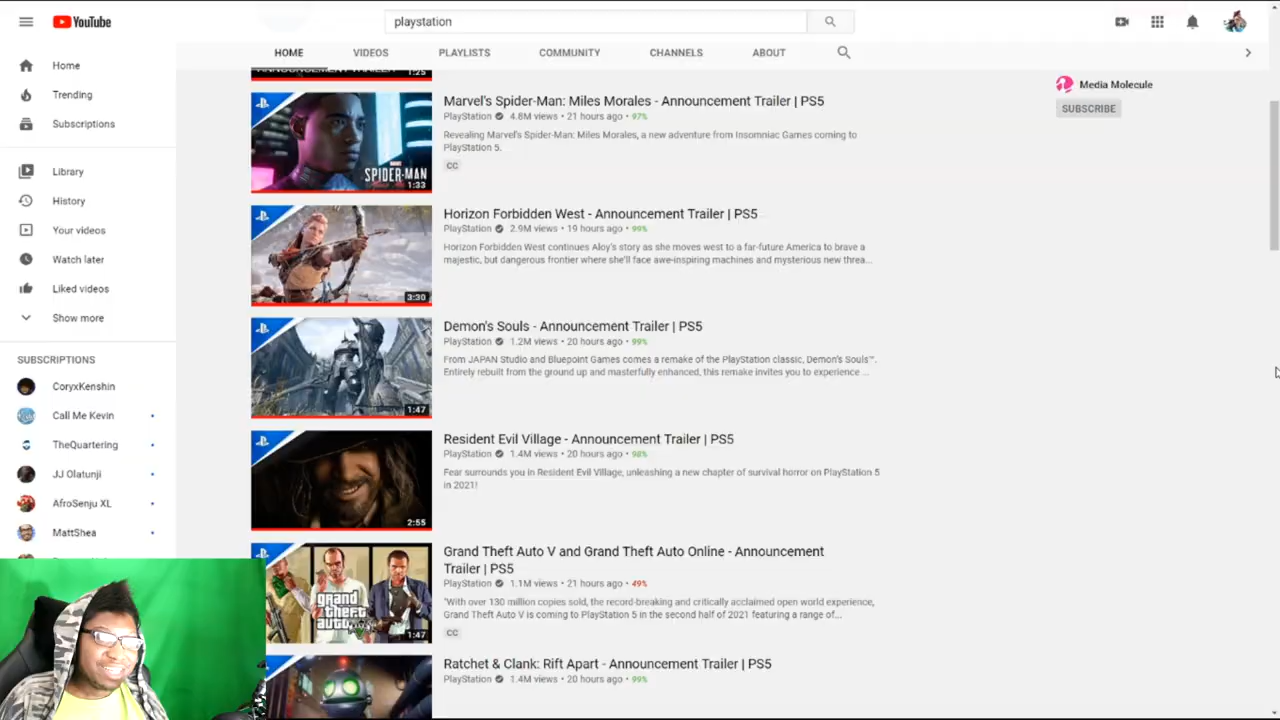 YouTube
playstation
HOME VIDEOS PLAYLISTS COMMUNITY CHANNELS ABOUT
Home
Trending
Subscriptions
Library
History
Your videos
Watch later
Liked videos
Show more
SUBSCRIPTIONS
CoryxKenshin
Call Me Kevin
TheQuartering
JJ Olatunji
AfroSenju XL
MattShea
1:25
Marvel's Spider-Man: Miles Morales - Announcement Trailer | PS5
PlayStation 4.8M views • 21 hours ago • 97%
Revealing Marvel's Spider-Man: Miles Morales, a new adventure from Insomniac Games coming to
PlayStation 5.
CC
MARVEL
SPIDER-MAN
1:33
Horizon Forbidden West - Announcement Trailer | PS5
PlayStation 2.9M views • 19 hours ago • 99%
Horizon Forbidden West continues Aloy's story as she moves west to a far-future America to brave a
majestic, but dangerous frontier where she'll face awe-inspiring machines and mysterious new threa...
3:30
Demon's Souls - Announcement Trailer | PS5
PlayStation 1.2M views • 20 hours ago • 99%
From JAPAN Studio and Bluepoint Games comes a remake of the PlayStation classic, Demon's Souls™.
Entirely rebuilt from the ground up and masterfully enhanced, this remake invites you to experience ...
1:47
Resident Evil Village - Announcement Trailer | PS5
PlayStation 1.4M views • 20 hours ago • 98%
Fear surrounds you in Resident Evil Village, unleashing a new chapter of survival horror on PlayStation 5
in 2021!
2:55
Grand Theft Auto V and Grand Theft Auto Online - Announcement
Trailer | PS5
PlayStation 1.1M views • 21 hours ago • 49%
"With over 130 million copies sold, the record-breaking and critically acclaimed open world experience,
Grand Theft Auto V is coming to PlayStation 5 in the second half of 2021 featuring a range of...
CC
grand
theft
auto
1:47
Ratchet & Clank: Rift Apart - Announcement Trailer | PS5
PlayStation 1.4M views • 20 hours ago • 99%
Media Molecule
SUBSCRIBE